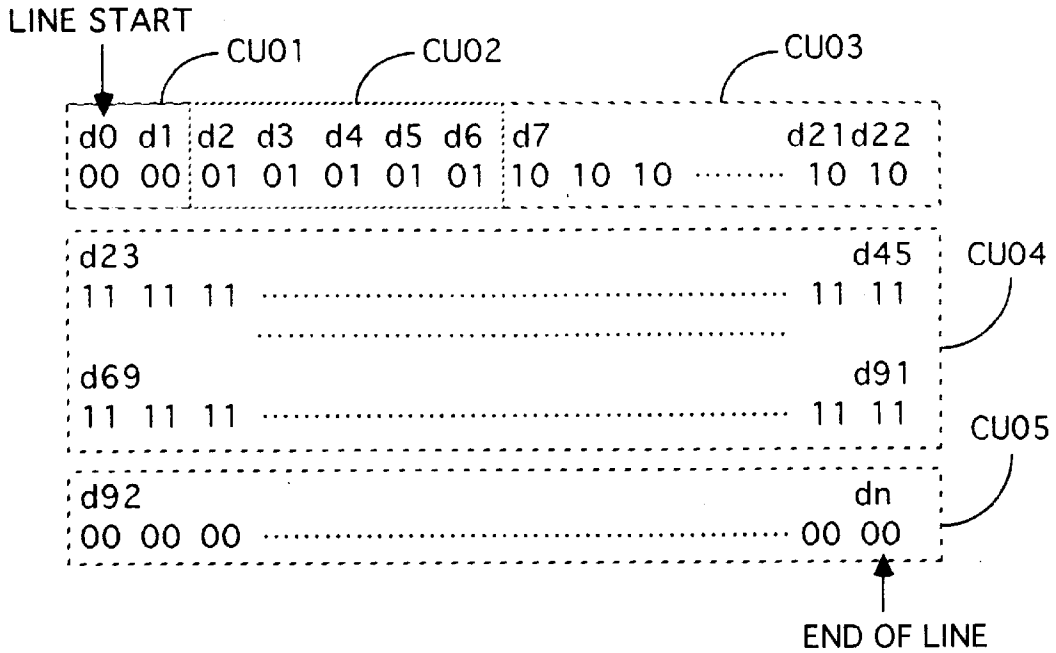 LINE START
CU01 CU02 CU03
d0 d1 d2 d3 d4 d5 d6 d7 d21 d22
00 00 01 01 01 01 01 10 10 10 ········· 10 10
d23 d45 CU04
11 11 11 ········· 11 11
·········
d69 d91
11 11 11 ········· 11 11
CU05
d92 dn
00 00 00 ········· 00 00
END OF LINE